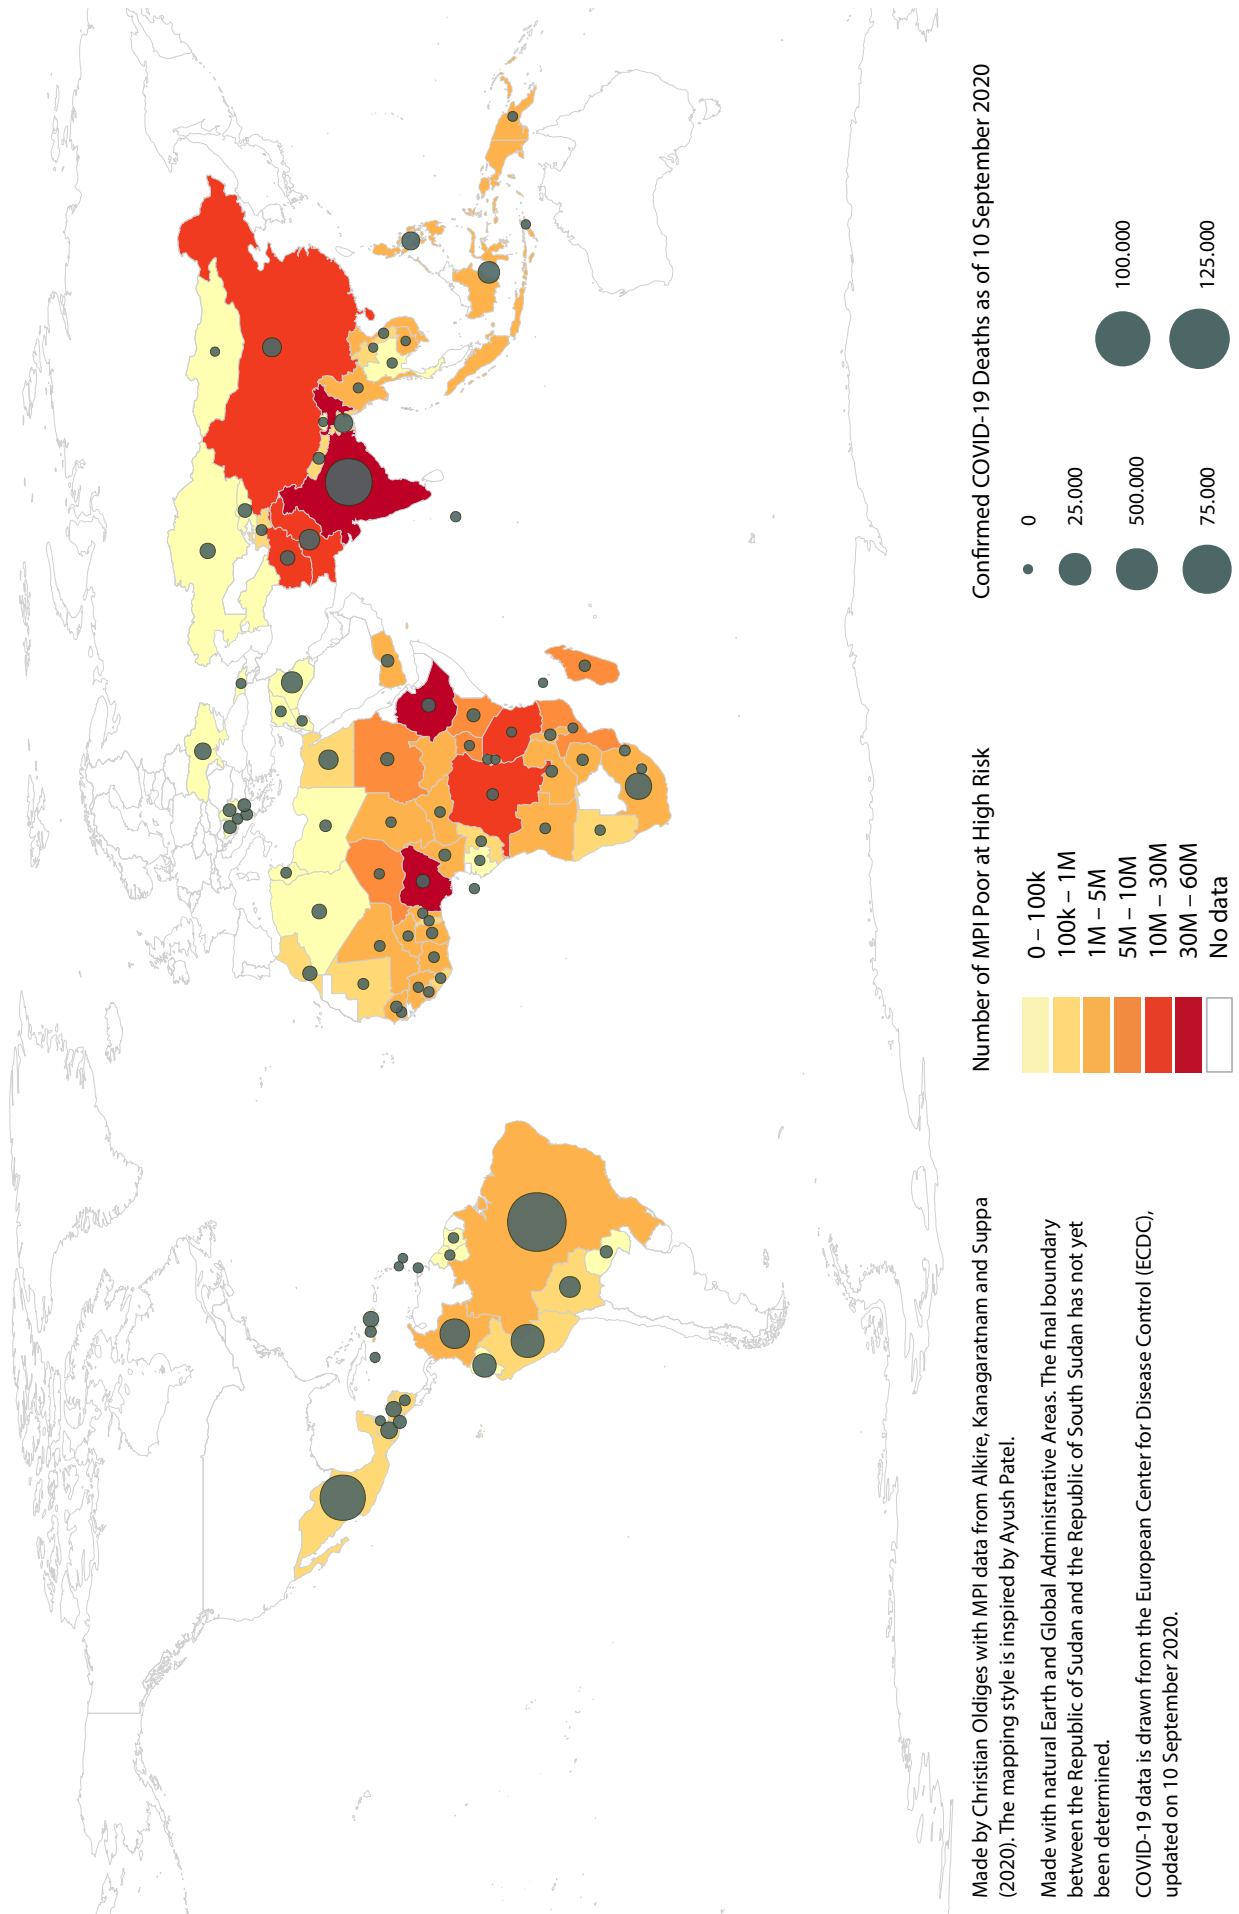 Made by Christian Oldiges with MPI data from Alkire, Kanagaratnam and Suppa
(2020). The mapping style is inspired by Ayush Patel.
Made with natural Earth and Global Administrative Areas. The final boundary
between the Republic of Sudan and the Republic of South Sudan has not yet
been determined.
COVID-19 data is drawn from the European Center for Disease Control (ECDC),
updated on 10 September 2020.
Number of MPI Poor at High Risk
0 – 100k
100k – 1M
1M – 5M
5M – 10M
10M – 30M
30M – 60M
No data
Confirmed COVID-19 Deaths as of 10 September 2020
0
25.000
500.000
75.000
100.000
125.000